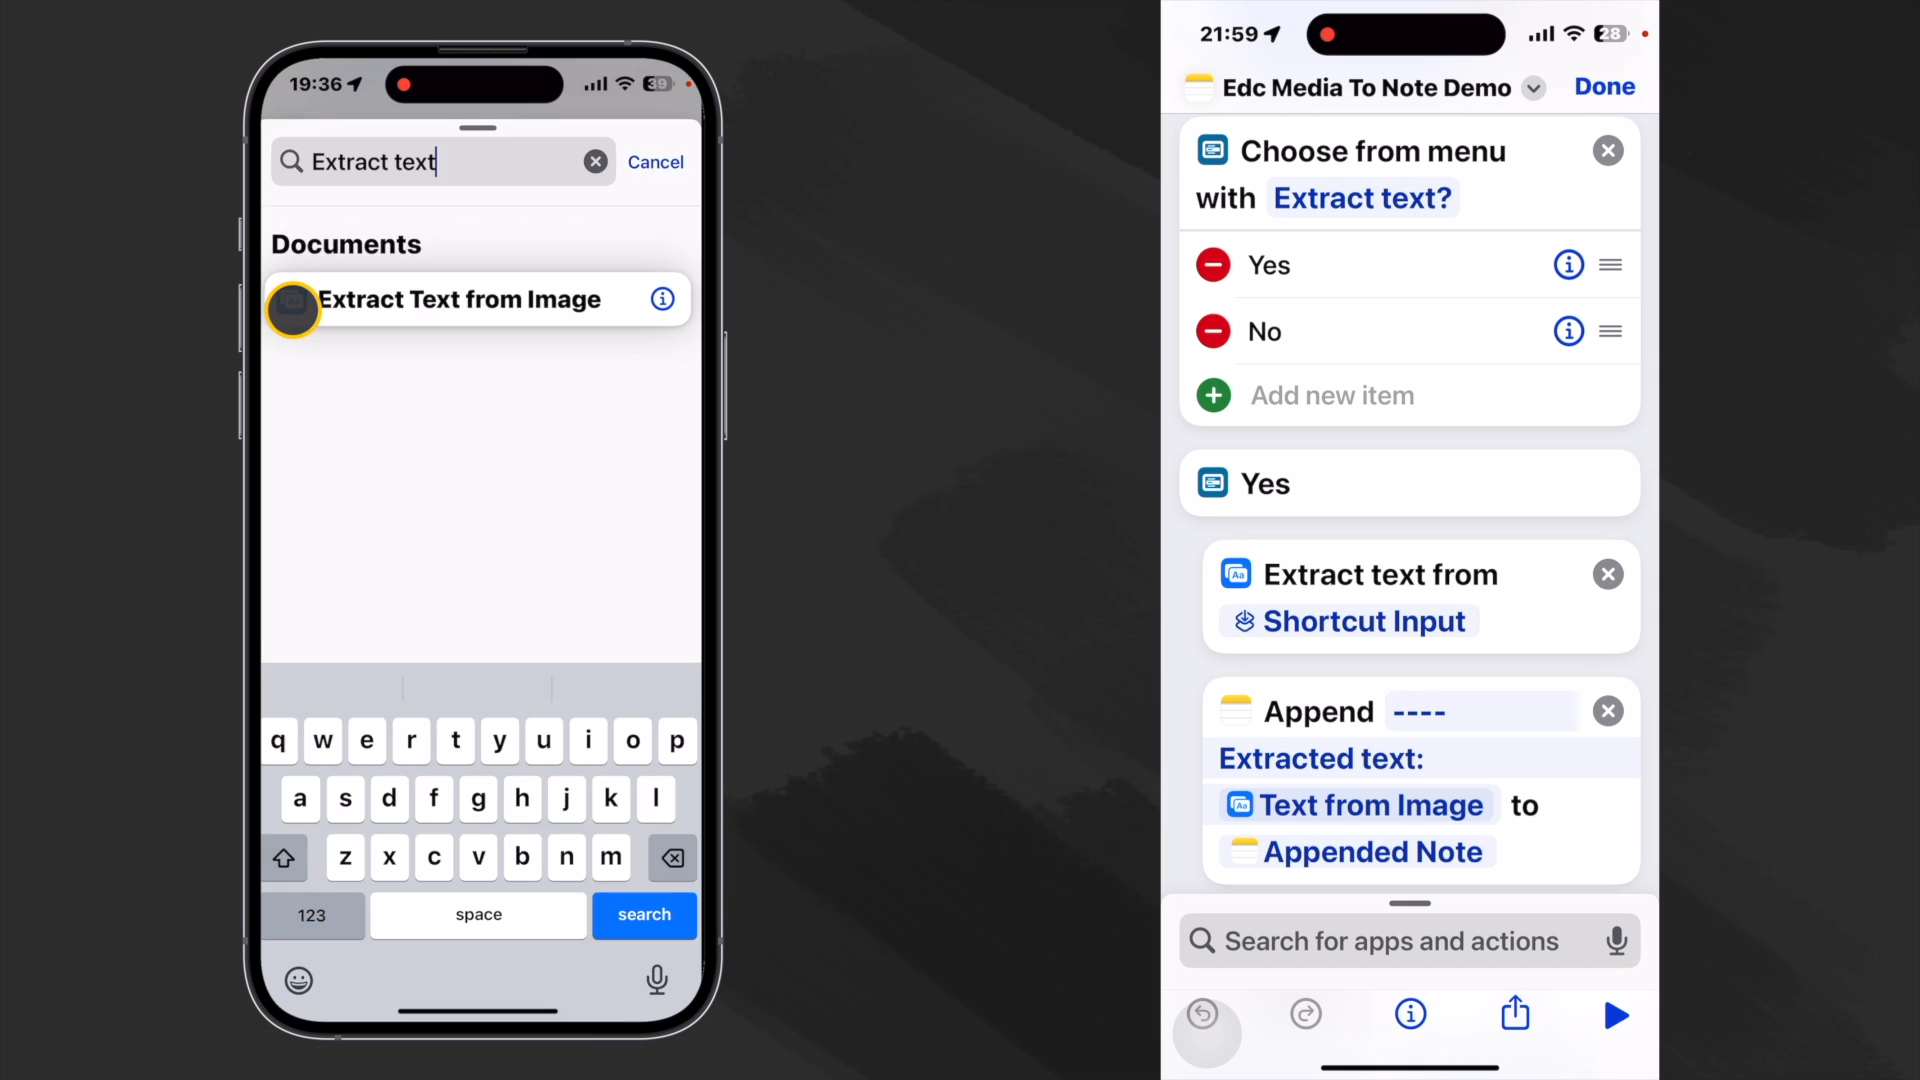 19:36
39
Extract text
Cancel
Documents
Extract Text from Image
q w e r t y u i o p
a s d f g h j k l
z x c v b n m
123 space search
21:59
28
Edc Media To Note Demo Done
Choose from menu
with Extract text?
Yes
No
Add new item
Yes
Extract text from
Shortcut Input
Append ----
Extracted text:
Text from Image to
Appended Note
Search for apps and actions